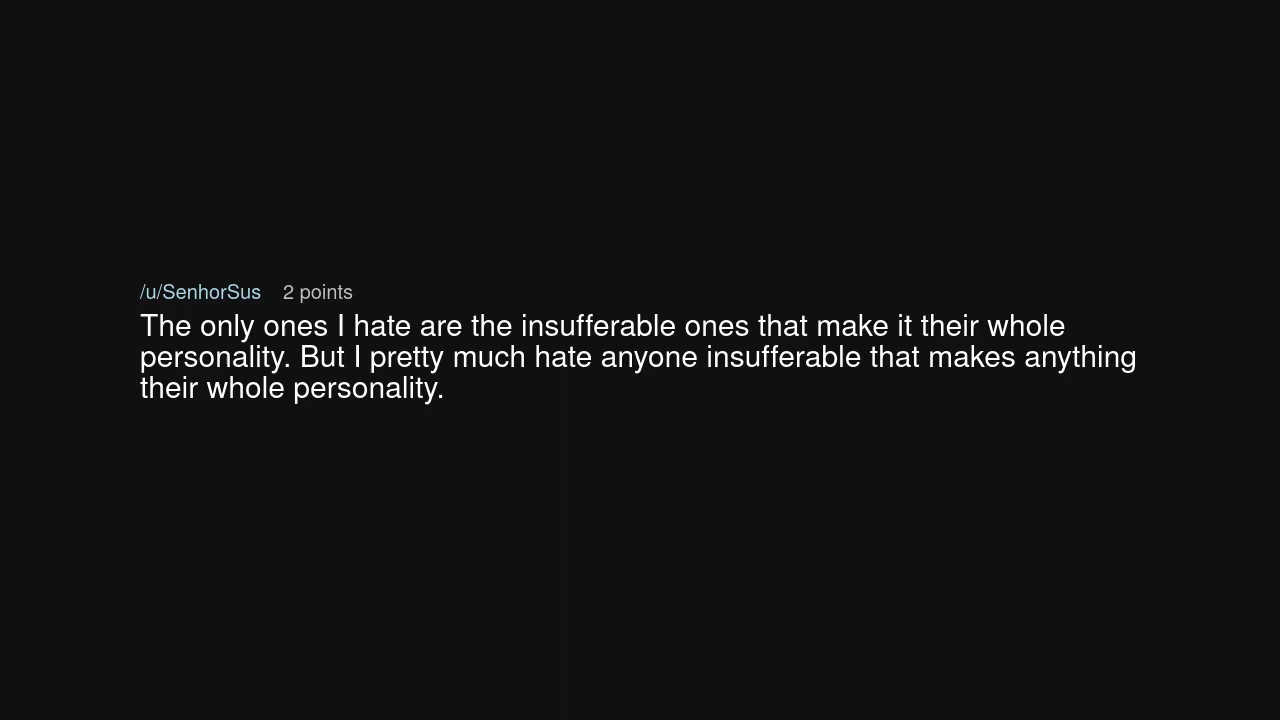 /u/SenhorSus 2 points
The only ones I hate are the insufferable ones that make it their whole
personality. But I pretty much hate anyone insufferable that makes anything
their whole personality.